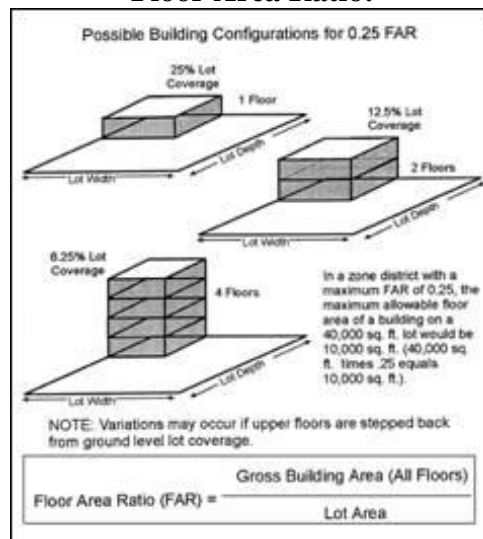 Floor Area Ratio:
Possible Building Configurations for 0.25 FAR
25% Lot
Coverage
1 Floor
Lot Width
Lot Depth
12.5% Lot
Coverage
2 Floors
Lot Width
Lot Depth
6.25% Lot
Coverage
4 Floors
Lot Width
Lot Depth
In a zone district with a
maximum FAR of 0.25, the
maximum allowable floor
area of a building on a
40,000 sq. ft. lot would be
10,000 sq. ft. (40,000 sq.
ft. times .25 equals
10,000 sq. ft.).
NOTE: Variations may occur if upper floors are stepped back
from ground level lot coverage.
Floor Area Ratio (FAR) =
Gross Building Area (All Floors)
Lot Area